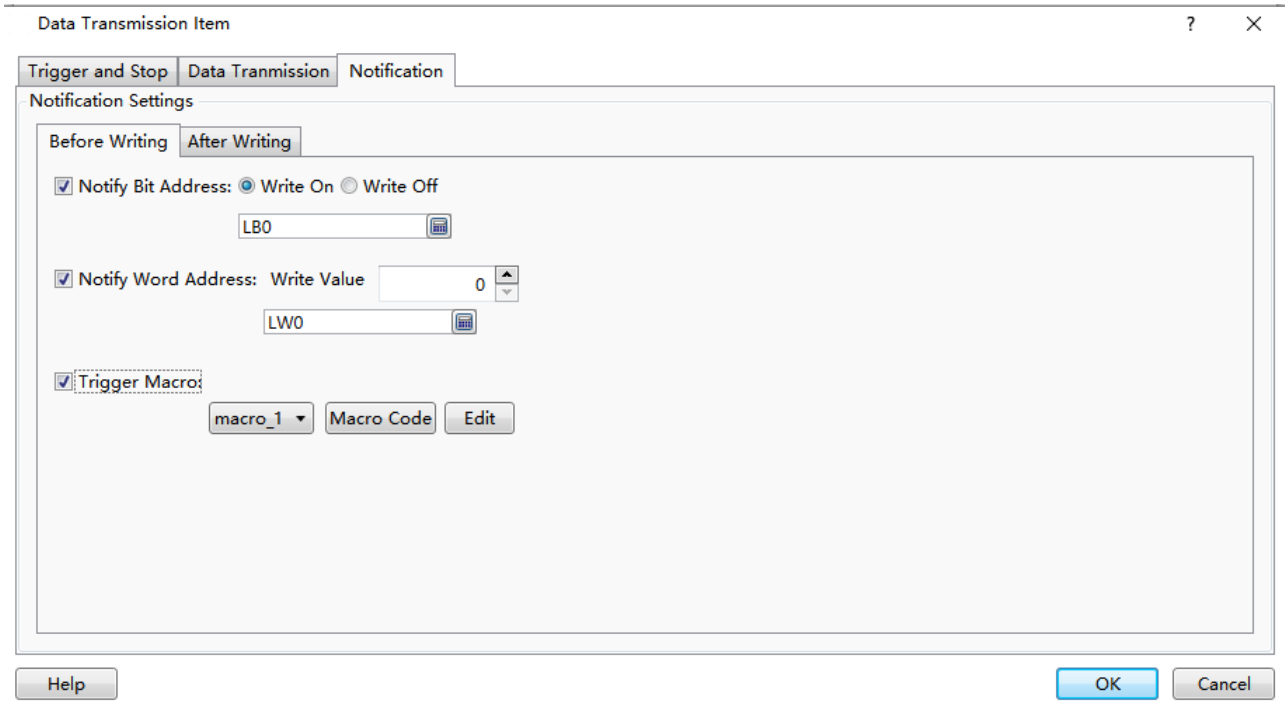 Data Transmission Item ?
Trigger and Stop Data Tranmission Notification
Notification Settings
Before Writing After Writing
Notify Bit Address: Write On Write Off
LB0
Notify Word Address: Write Value 0
LW0
Trigger Macro:
macro_1 Macro Code Edit
Help OK Cancel